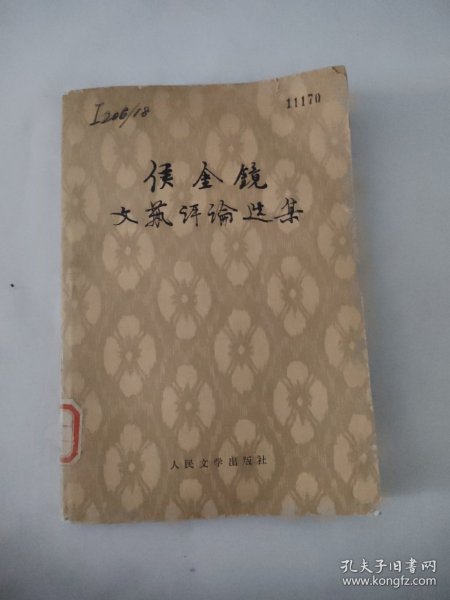 I206/18
11170
侯金镜
文艺评论选集
人民文学出版社
孔夫子旧书网
www.kongfz.com